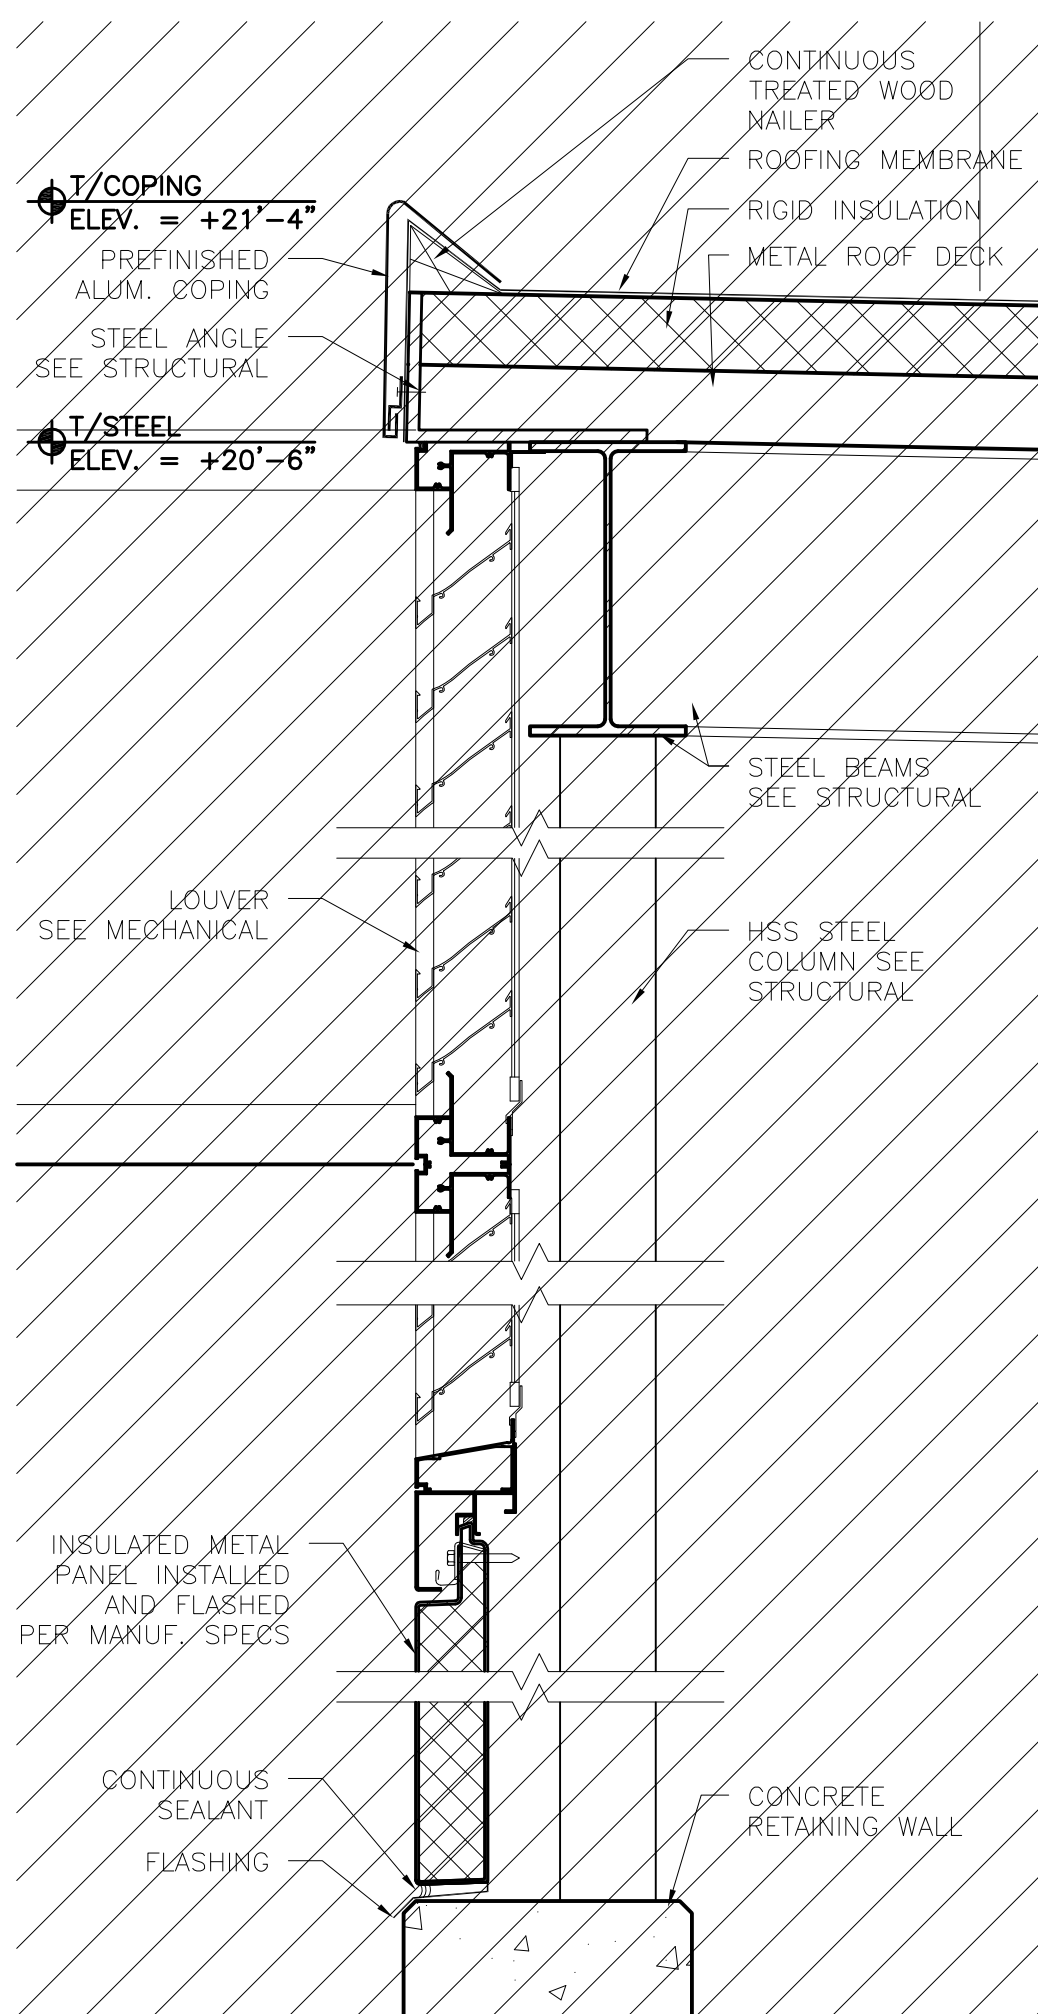 CONTINUOUS
TREATED WOOD
NAILER
ROOFING MEMBRANE
RIGID INSULATION
METAL ROOF DECK
T/COPING
ELEV. = +21'-4"
PREFINISHED
ALUM. COPING
STEEL ANGLE
SEE STRUCTURAL
T/STEEL
ELEV. = +20'-6"
STEEL BEAMS
SEE STRUCTURAL
LOUVER
SEE MECHANICAL
HSS STEEL
COLUMN SEE
STRUCTURAL
INSULATED METAL
PANEL INSTALLED
AND FLASHED
PER MANUF. SPECS
CONTINUOUS
SEALANT
FLASHING
CONCRETE
RETAINING WALL